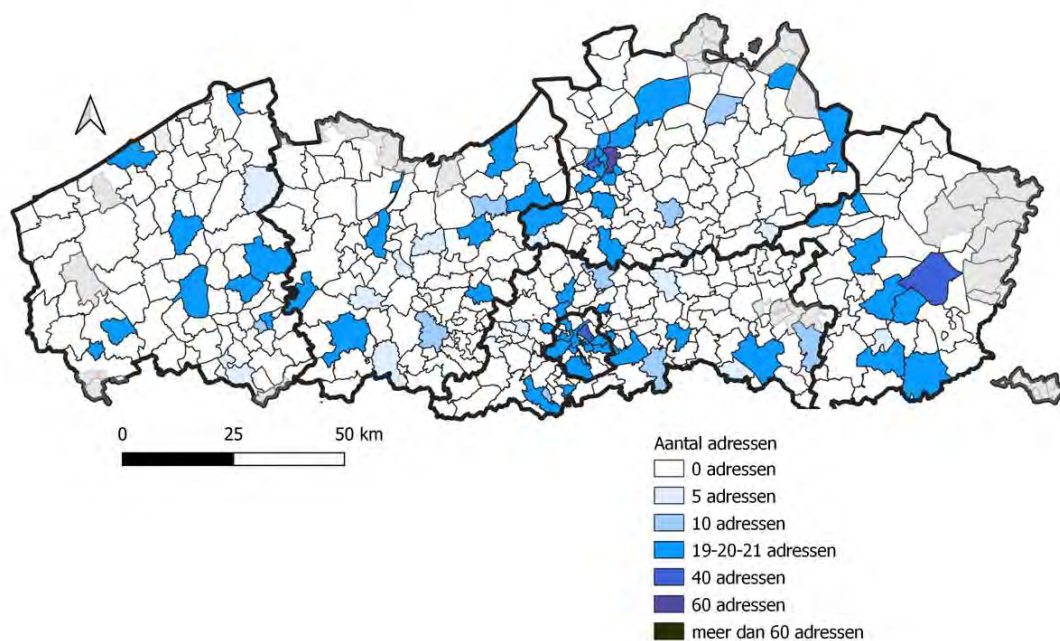 0 25 50 km
Aantal adressen
0 adressen
5 adressen
10 adressen
19-20-21 adressen
40 adressen
60 adressen
meer dan 60 adressen